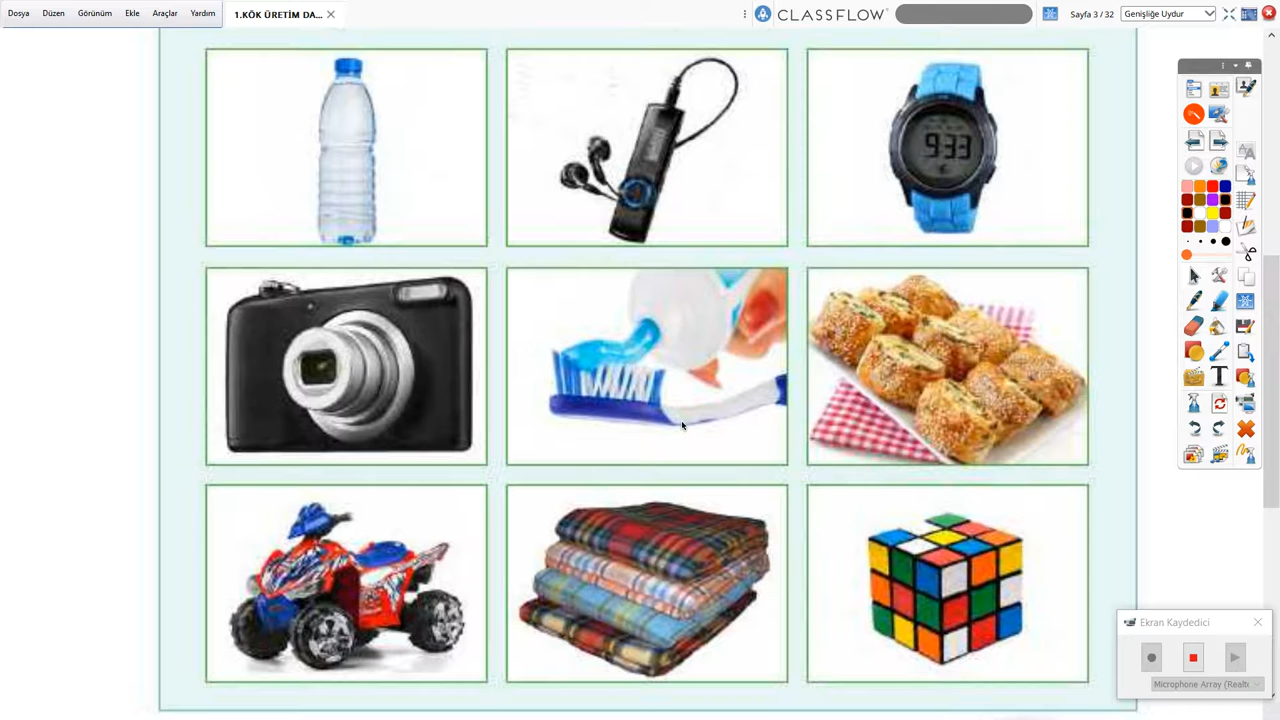 Dosya Düzen Görünüm Ekle Araçlar Yardım
1.KÖK ÜRETİM DA...
CLASSFLOW
Sayfa 3 / 32
Genişliğe Uydur
9:33
Ekran Kaydedici
Microphone Array (Realt